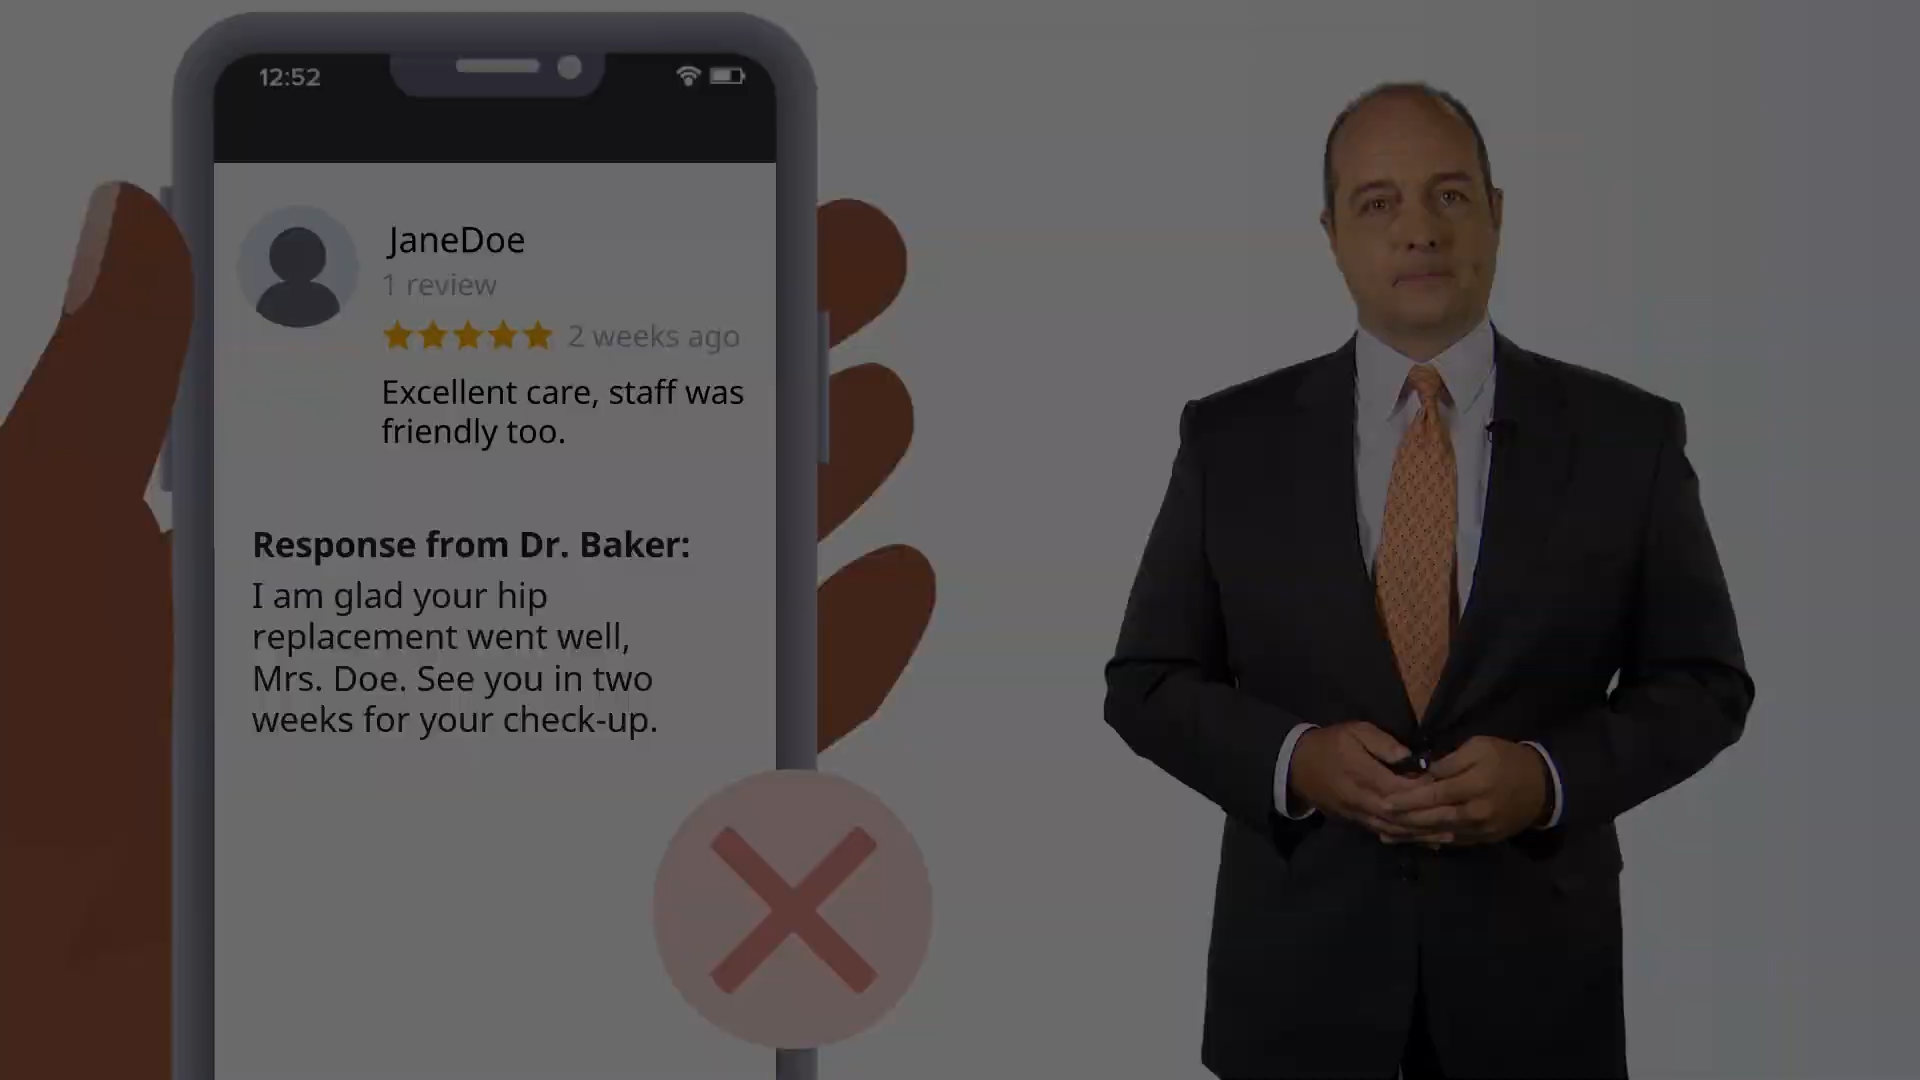 12:52
JaneDoe
1 review
2 weeks ago
Excellent care, staff was
friendly too.
Response from Dr. Baker:
I am glad your hip
replacement went well,
Mrs. Doe. See you in two
weeks for your check-up.